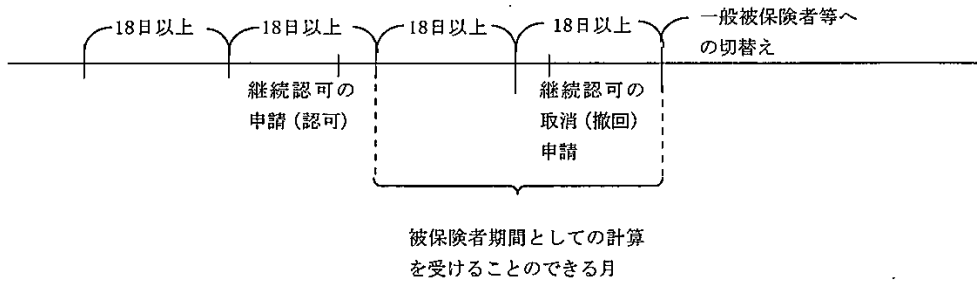 18日以上
18日以上
18日以上
18日以上
一般被保険者等へ
の切替え
継続認可の
申請（認可）
継続認可の
取消（撤回）
申請
被保険者期間としての計算
を受けることのできる月